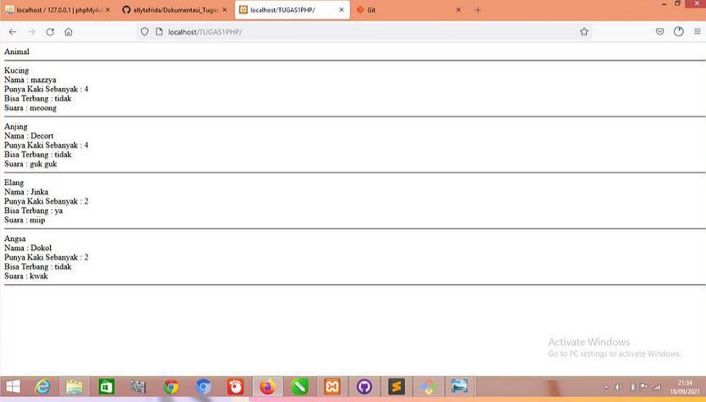 localhost / 127.0.0.1 | phpMyAd
ellytafrida/Dokumentasi_Tugas
localhost/TUGAS1PHP/
Git
localhost/TUGAS1PHP/
Animal
Kucing
Nama : mazzya
Punya Kaki Sebanyak : 4
Bisa Terbang : tidak
Suara : meoong
Anjing
Nama : Decort
Punya Kaki Sebanyak : 4
Bisa Terbang : tidak
Suara : guk guk
Elang
Nama : Jinka
Punya Kaki Sebanyak : 2
Bisa Terbang : ya
Suara : miip
Angsa
Nama : Dokol
Punya Kaki Sebanyak : 2
Bisa Terbang : tidak
Suara : kwak
Activate Windows
Go to PC settings to activate Windows.
21:34
18/09/2021